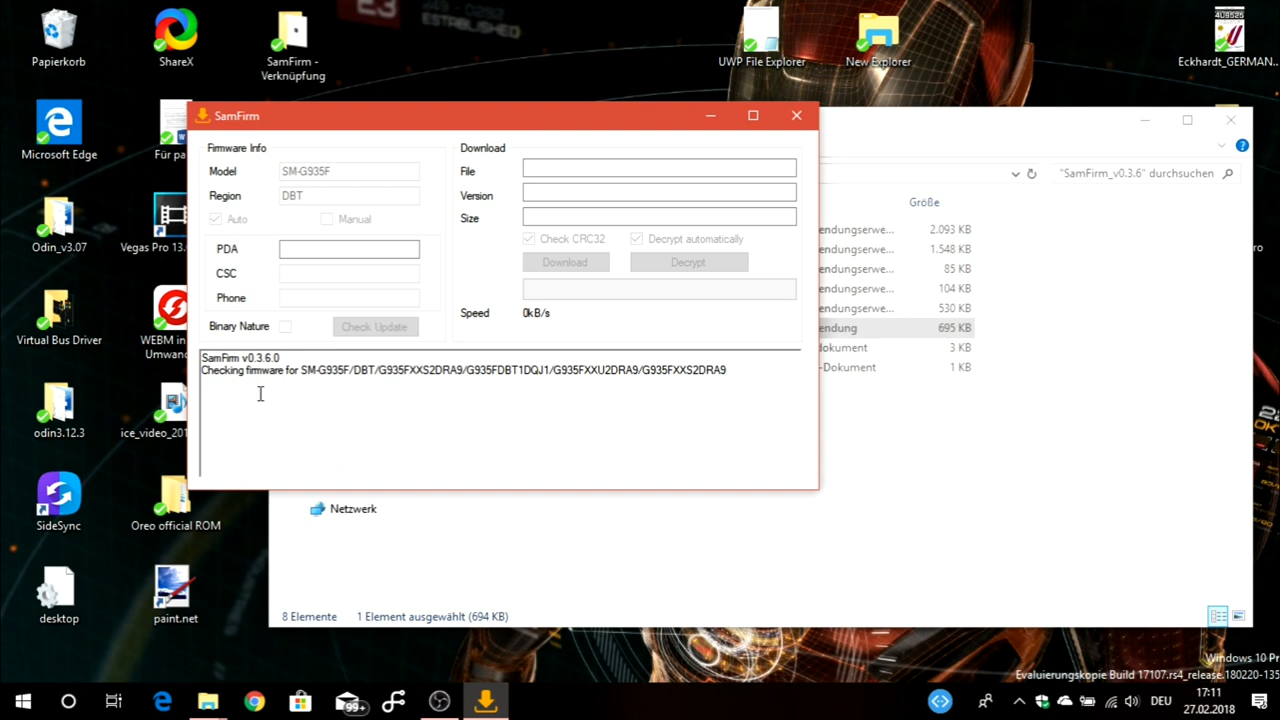 E3
ESTABLISHED
Papierkorb
ShareX
SamFirm -
Verknüpfung
UWP File Explorer
New Explorer
Eckhardt_GERMAN...
Microsoft Edge
Für pa
Odin_v3.07
Vegas Pro 13.
Virtual Bus Driver
WEBM in
Umwand
odin3.12.3
ice_video_201
SideSync
Oreo official ROM
desktop
paint.net
SamFirm
Firmware Info
Model
SM-G935F
Region
DBT
Auto
Manual
PDA
CSC
Phone
Binary Nature
Check Update
Download
File
Version
Size
Check CRC32
Decrypt automatically
Download
Decrypt
Speed
0kB/s
SamFirm v0.3.6.0
Checking firmware for SM-G935F/DBT/G935FXXS2DRA9/G935FDBT1DQJ1/G935FXXU2DRA9/G935FXXS2DRA9
"SamFirm_v0.3.6" durchsuchen
Größe
endungserwe...
2.093 KB
endungserwe...
1.548 KB
endungserwe...
85 KB
endungserwe...
104 KB
endungserwe...
530 KB
endung
695 KB
dokument
3 KB
-Dokument
1 KB
Netzwerk
8 Elemente
1 Element ausgewählt (694 KB)
Windows 10 Pr
Evaluierungskopie Build 17107.rs4_release.180220-135
99+
DEU
17:11
27.02.2018